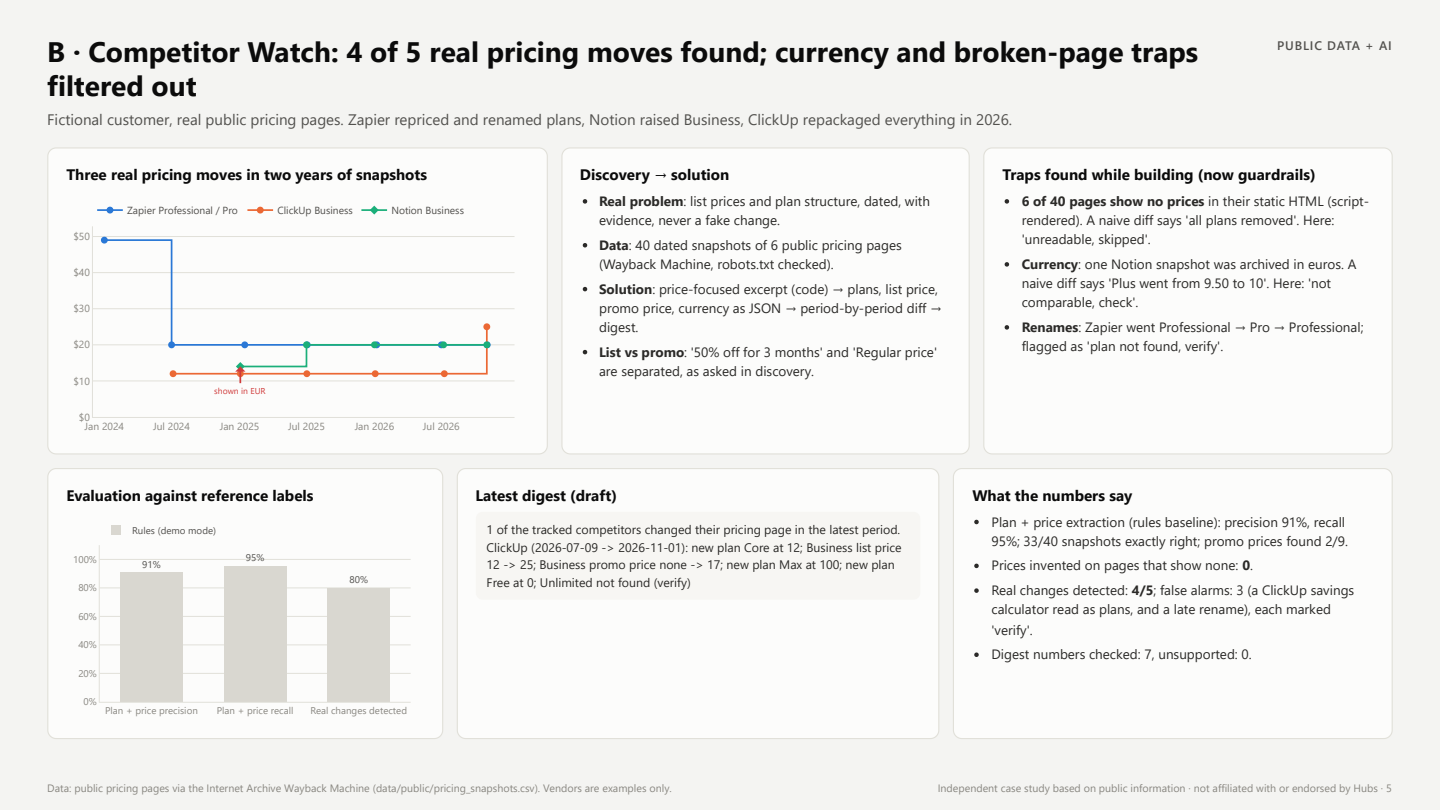 B · Competitor Watch: 4 of 5 real pricing moves found; currency and broken-page traps
filtered out
PUBLIC DATA + AI
Fictional customer, real public pricing pages. Zapier repriced and renamed plans, Notion raised Business, ClickUp repackaged everything in 2026.
Three real pricing moves in two years of snapshots
Zapier Professional / Pro
ClickUp Business
Notion Business
$50
$40
$30
$20
$10
$0
shown in EUR
Jan 2024
Jul 2024
Jan 2025
Jul 2025
Jan 2026
Jul 2026
Discovery → solution
• Real problem: list prices and plan structure, dated, with
evidence, never a fake change.
• Data: 40 dated snapshots of 6 public pricing pages
(Wayback Machine, robots.txt checked).
• Solution: price-focused excerpt (code) → plans, list price,
promo price, currency as JSON → period-by-period diff →
digest.
• List vs promo: '50% off for 3 months' and 'Regular price'
are separated, as asked in discovery.
Traps found while building (now guardrails)
• 6 of 40 pages show no prices in their static HTML (script-
rendered). A naive diff says 'all plans removed'. Here:
'unreadable, skipped'.
• Currency: one Notion snapshot was archived in euros. A
naive diff says 'Plus went from 9.50 to 10'. Here: 'not
comparable, check'.
• Renames: Zapier went Professional → Pro → Professional;
flagged as 'plan not found, verify'.
Evaluation against reference labels
Rules (demo mode)
100%
80%
60%
40%
20%
0%
91%
95%
80%
Plan + price precision
Plan + price recall
Real changes detected
Latest digest (draft)
1 of the tracked competitors changed their pricing page in the latest period.
ClickUp (2026-07-09 -> 2026-11-01): new plan Core at 12; Business list price
12 -> 25; Business promo price none -> 17; new plan Max at 100; new plan
Free at 0; Unlimited not found (verify)
What the numbers say
• Plan + price extraction (rules baseline): precision 91%, recall
95%; 33/40 snapshots exactly right; promo prices found 2/9.
• Prices invented on pages that show none: 0.
• Real changes detected: 4/5; false alarms: 3 (a ClickUp savings
calculator read as plans, and a late rename), each marked
'verify'.
• Digest numbers checked: 7, unsupported: 0.
Data: public pricing pages via the Internet Archive Wayback Machine (data/public/pricing_snapshots.csv). Vendors are examples only.
Independent case study based on public information · not affiliated with or endorsed by Hubs · 5